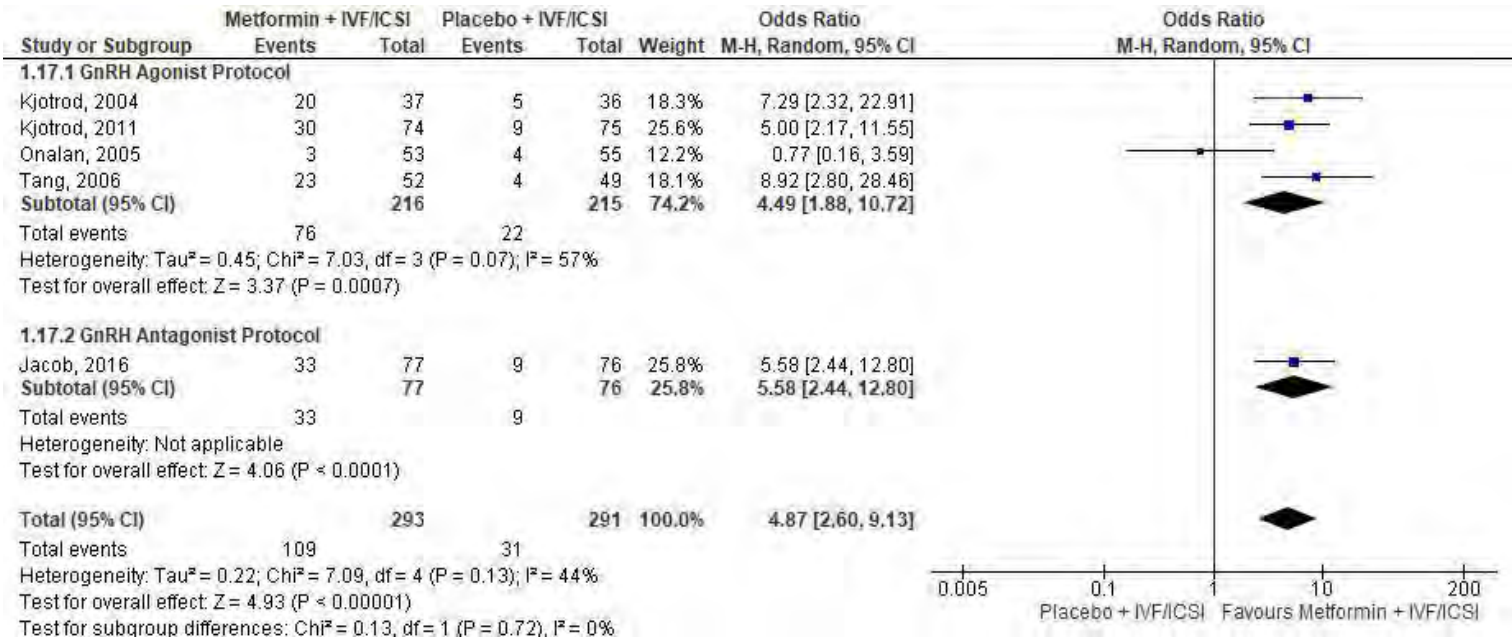 Metformin + IVF/ICSI Placebo + IVF/ICSI Odds Ratio Odds Ratio
Study or Subgroup Events Total Events Total Weight M-H, Random, 95% CI M-H, Random, 95% CI
1.17.1 GnRH Agonist Protocol
Kjotrod, 2004 20 37 5 36 18.3% 7.29 [2.32, 22.91]
Kjotrod, 2011 30 74 9 75 25.6% 5.00 [2.17, 11.55]
Onalan, 2005 3 53 4 55 12.2% 0.77 [0.16, 3.59]
Tang, 2006 23 52 4 49 18.1% 8.92 [2.80, 28.46]
Subtotal (95% CI) 216 215 74.2% 4.49 [1.88, 10.72]
Total events 76 22
Heterogeneity: Tau² = 0.45; Chi² = 7.03, df = 3 (P = 0.07); I² = 57%
Test for overall effect: Z = 3.37 (P = 0.0007)
1.17.2 GnRH Antagonist Protocol
Jacob, 2016 33 77 9 76 25.8% 5.58 [2.44, 12.80]
Subtotal (95% CI) 77 76 25.8% 5.58 [2.44, 12.80]
Total events 33 9
Heterogeneity: Not applicable
Test for overall effect: Z = 4.06 (P < 0.0001)
Total (95% CI) 293 291 100.0% 4.87 [2.60, 9.13]
Total events 109 31
Heterogeneity: Tau² = 0.22; Chi² = 7.09, df = 4 (P = 0.13); I² = 44%
Test for overall effect: Z = 4.93 (P < 0.00001)
Test for subgroup differences: Chi² = 0.13, df = 1 (P = 0.72), I² = 0%
0.005 0.1 1 10 200
Placebo + IVF/ICSI Favours Metformin + IVF/ICSI